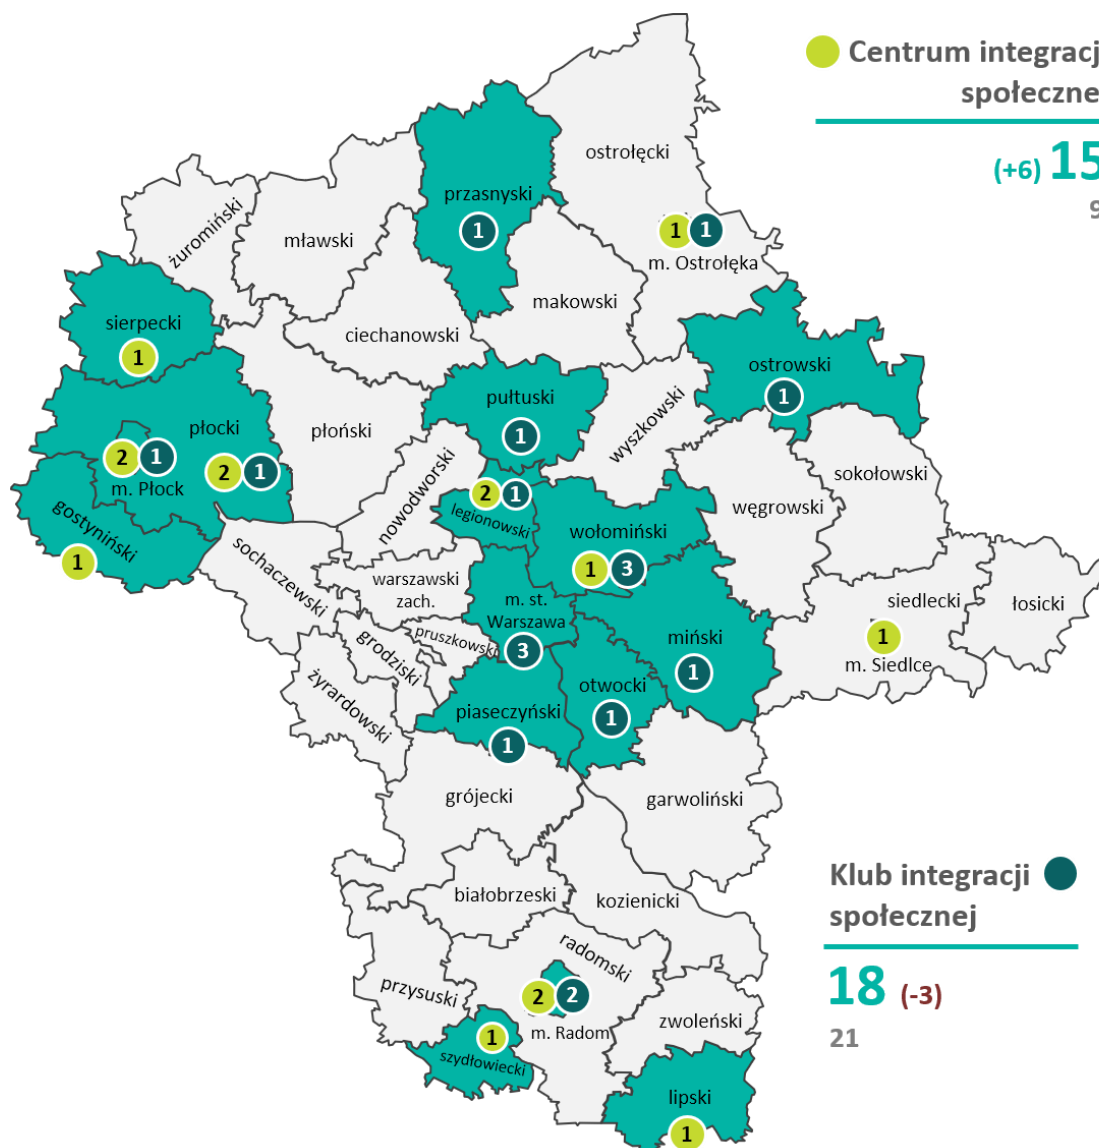 Centrum integracj
społeczne
(+6) 15
9
ostrołęcki
przasnyski
1
1 1
m. Ostrołęka
żuromiński
mławski
makowski
ciechanowski
sierpecki
1
ostrowski
1
pułtuski
1
wyszkowski
płocki
płoński
2 1
m. Płock
2 1
nowodworski
2 1
legionowski
sokołowski
węgrowski
gostyniński
1
sochaczewski
wołomiński
1 3
warszawski
zach.
m. st.
Warszawa
3
siedlecki
1
m. Siedlce
łosicki
pruszkowski
grodziski
miński
1
żyrardowski
otwocki
1
piaseczyński
1
grójecki
garwoliński
Klub integracji
społecznej
18 (-3)
21
białobrzeski
kozienicki
radomski
przysuski
2 2
m. Radom
zwoleński
1
szydłowiecki
lipski
1